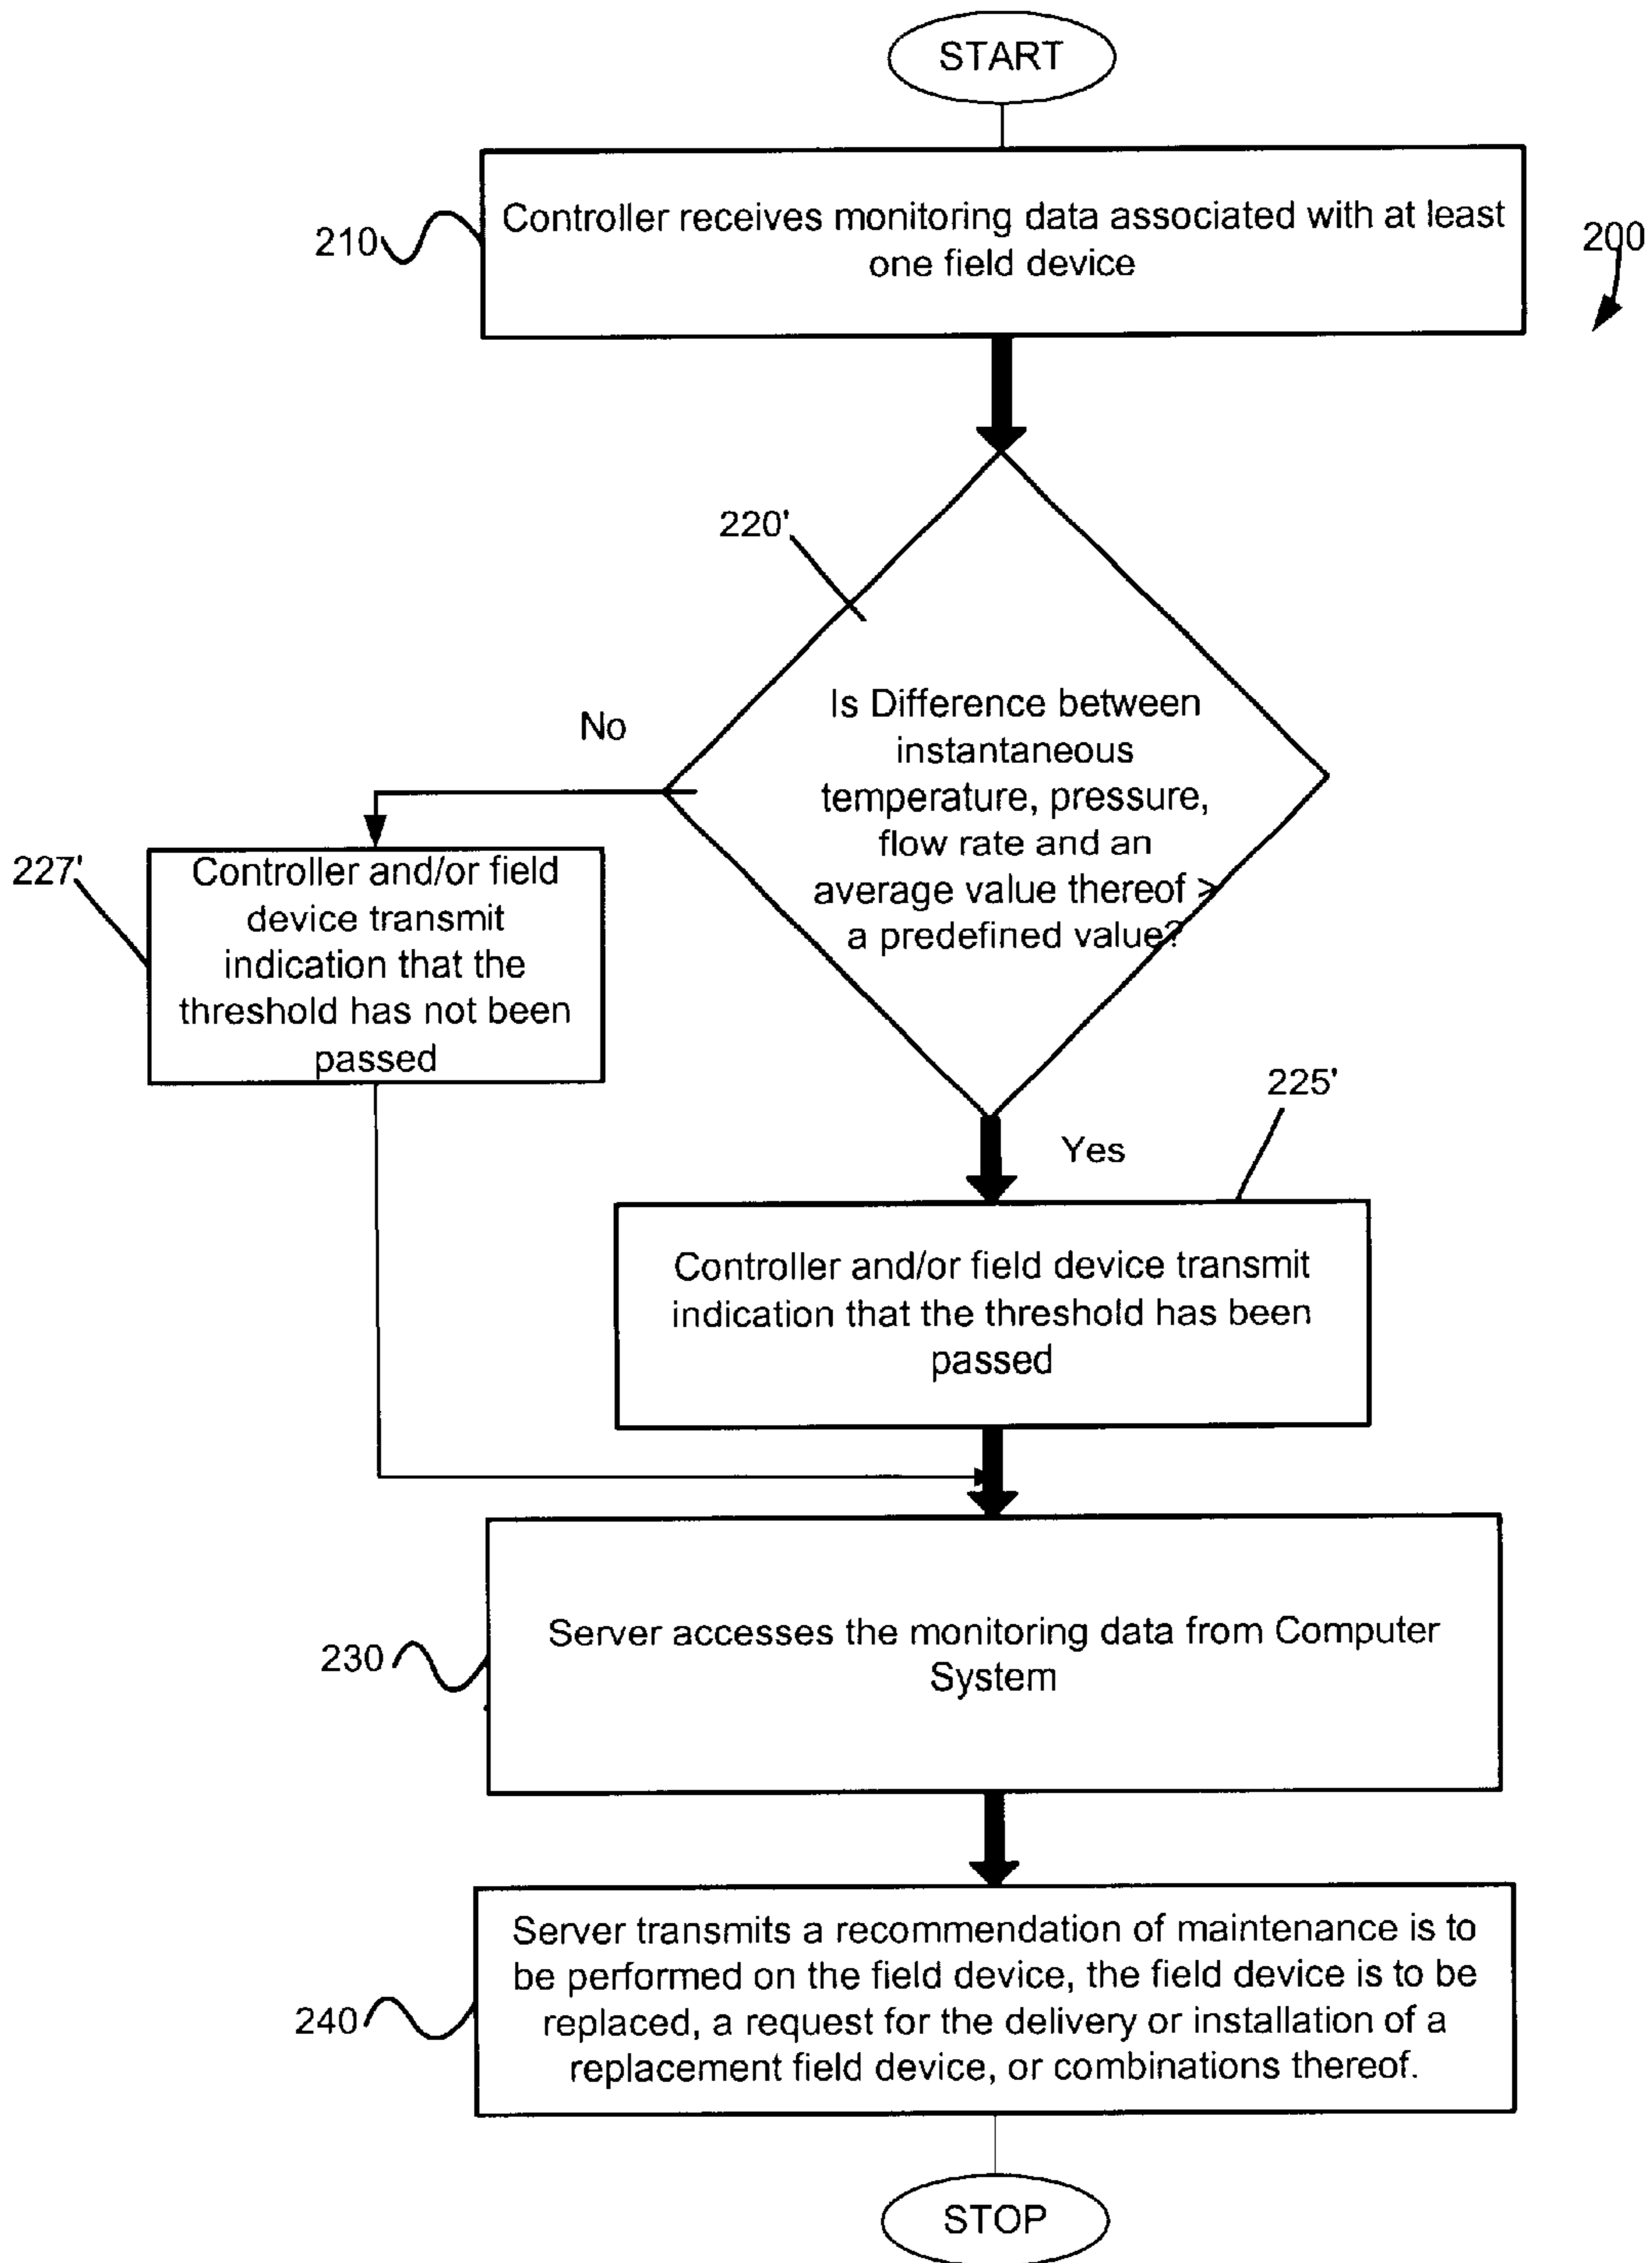 START
Controller receives monitoring data associated with at least
one field device
210
200
220'
Is Difference between
instantaneous
temperature, pressure,
flow rate and an
average value thereof >
a predefined value?
No
227'
Controller and/or field
device transmit
indication that the
threshold has not been
passed
225'
Yes
Controller and/or field device transmit
indication that the threshold has been
passed
Server accesses the monitoring data from Computer
System
230
Server transmits a recommendation of maintenance is to
be performed on the field device, the field device is to be
replaced, a request for the delivery or installation of a
replacement field device, or combinations thereof.
240
STOP